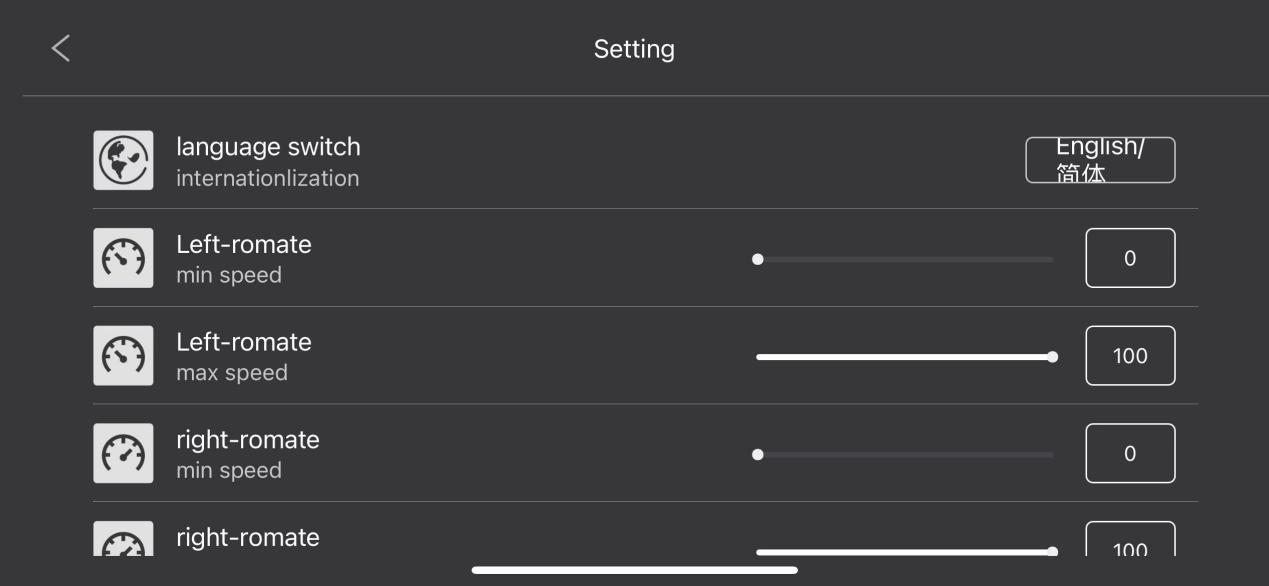 Setting
language switch
internationlization
English/
简体
Left-romate
min speed
0
Left-romate
max speed
100
right-romate
min speed
0
right-romate
100